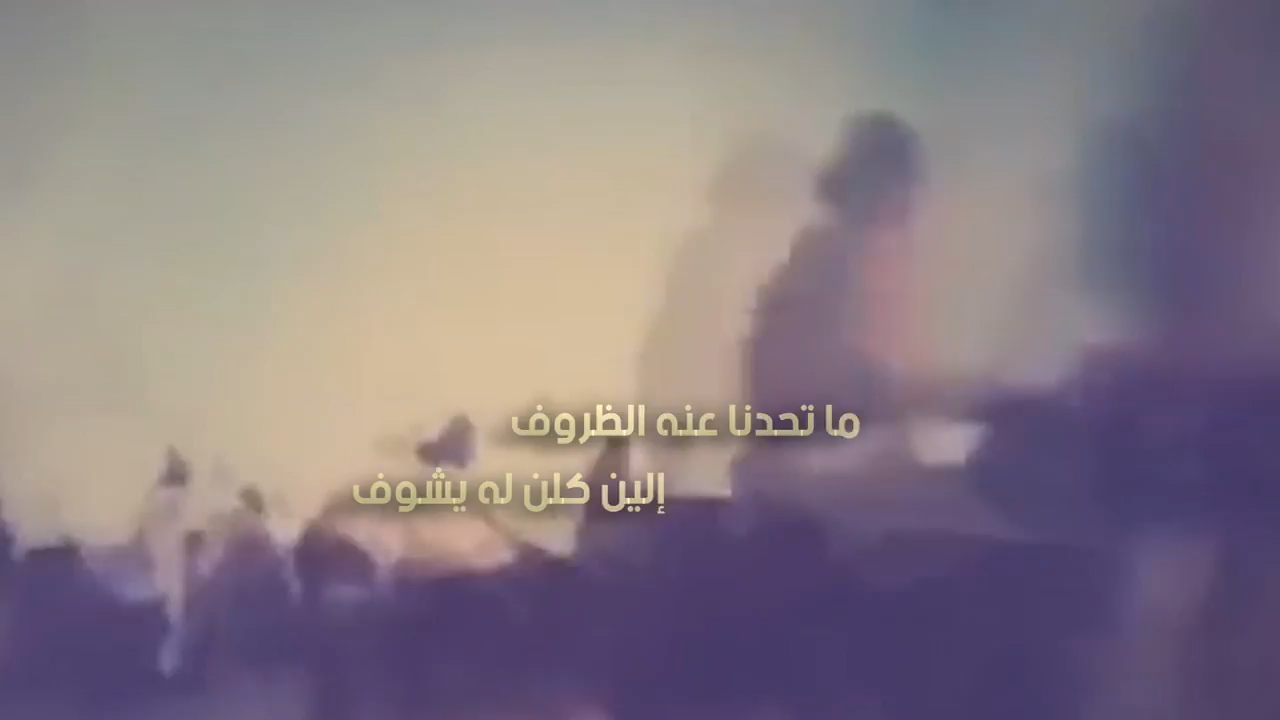 ما تحدنا عنه الظروف
إلين كلن له يشوف